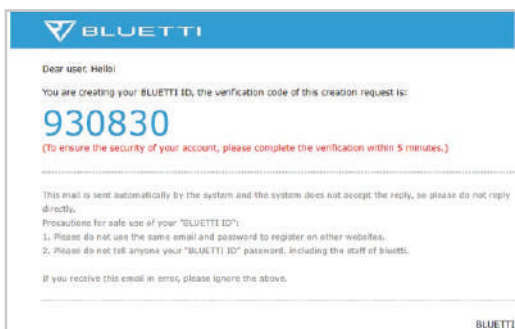 BLUETTI
Dear user, Hello!
You are creating your BLUETTI ID, the verification code of this creation request is:
930830
(To ensure the security of your account, please complete the verification within 5 minutes.)
This mail is sent automatically by the system and the system does not accept the reply, so please do not reply
directly.
Precautions for safe use of your "BLUETTI ID":
1. Please do not use the same email and password to register on other websites.
2. Please do not tell anyone your "BLUETTI ID" password, including the staff of bluetti.
If you receive this email in error, please ignore the above.
BLUETTI